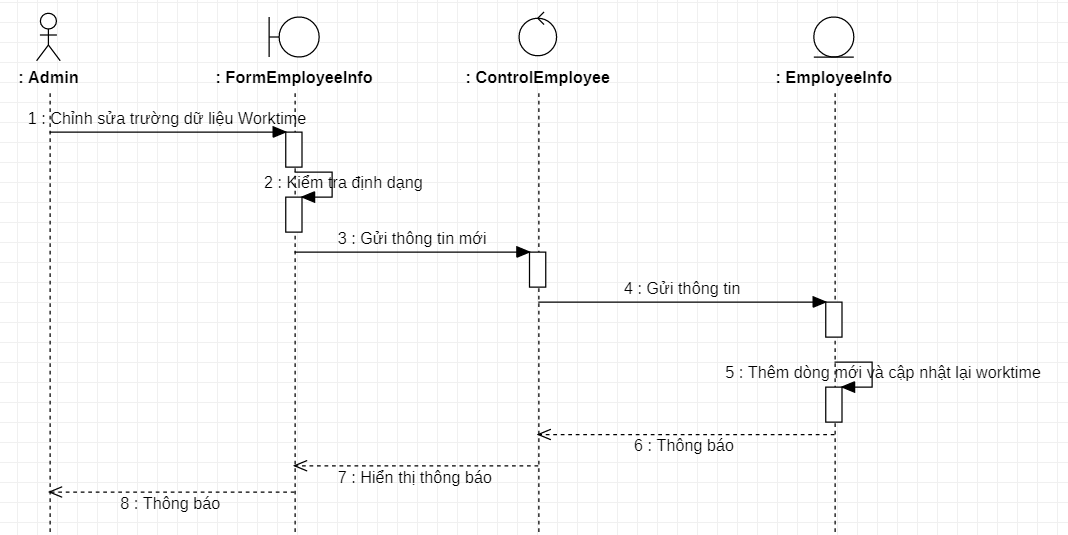 : Admin
: FormEmployeeInfo
: ControlEmployee
: EmployeeInfo
1 : Chỉnh sửa trường dữ liệu Worktime
2 : Kiểm tra định dạng
3 : Gửi thông tin mới
4 : Gửi thông tin
5 : Thêm dòng mới và cập nhật lại worktime
6 : Thông báo
7 : Hiển thị thông báo
8 : Thông báo